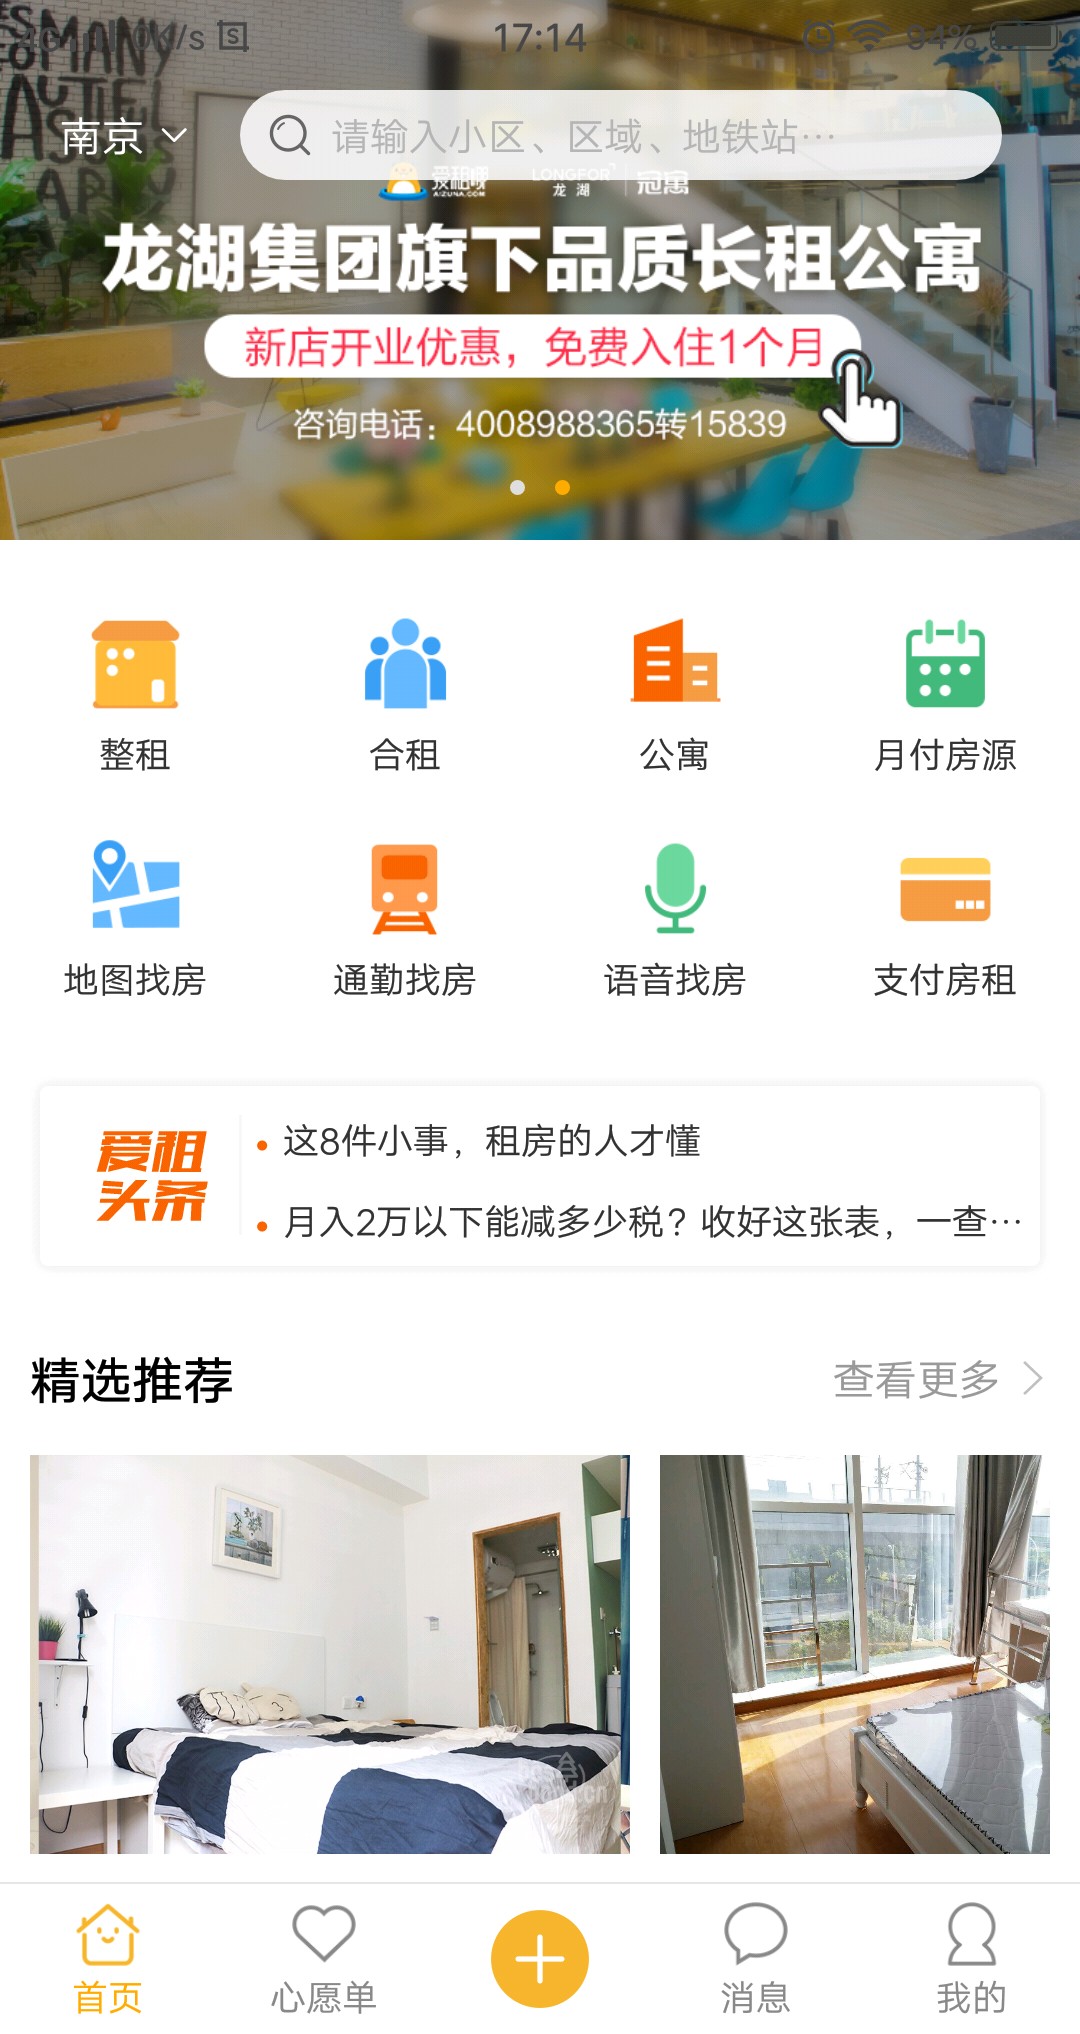 17:14
94%
南京
请输入小区、区域、地铁站…
爱租哪 LONGFOR 龙湖 冠寓
AIZUNA.COM
龙湖集团旗下品质长租公寓
新店开业优惠，免费入住1个月
咨询电话：4008988365转15839
整租 合租 公寓 月付房源
地图找房 通勤找房 语音找房 支付房租
爱租头条
这8件小事，租房的人才懂
月入2万以下能减多少税？收好这张表，一查…
精选推荐 查看更多
首页 心愿单 消息 我的